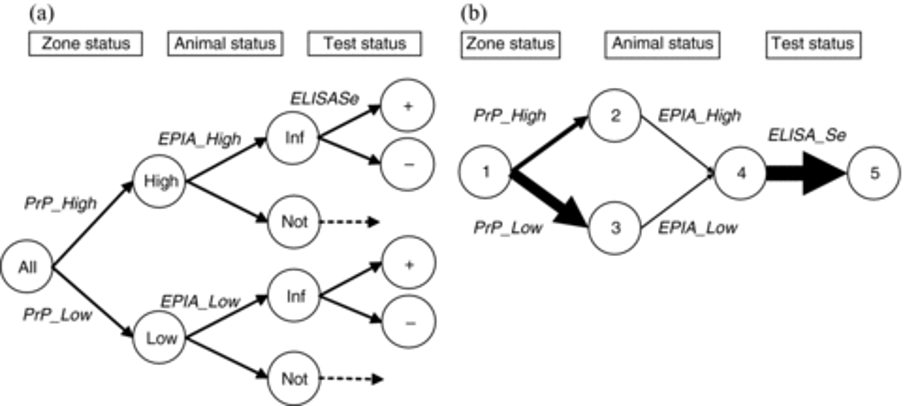 (a)
Zone status
Animal status
Test status
ELISASe
+
EPIA_High
Inf
–
PrP_High
High
Not
All
+
PrP_Low
EPIA_Low
Inf
–
Low
Not
(b)
Zone status
Animal status
Test status
PrP_High
2
EPIA_High
ELISA_Se
1
4
5
PrP_Low
3
EPIA_Low